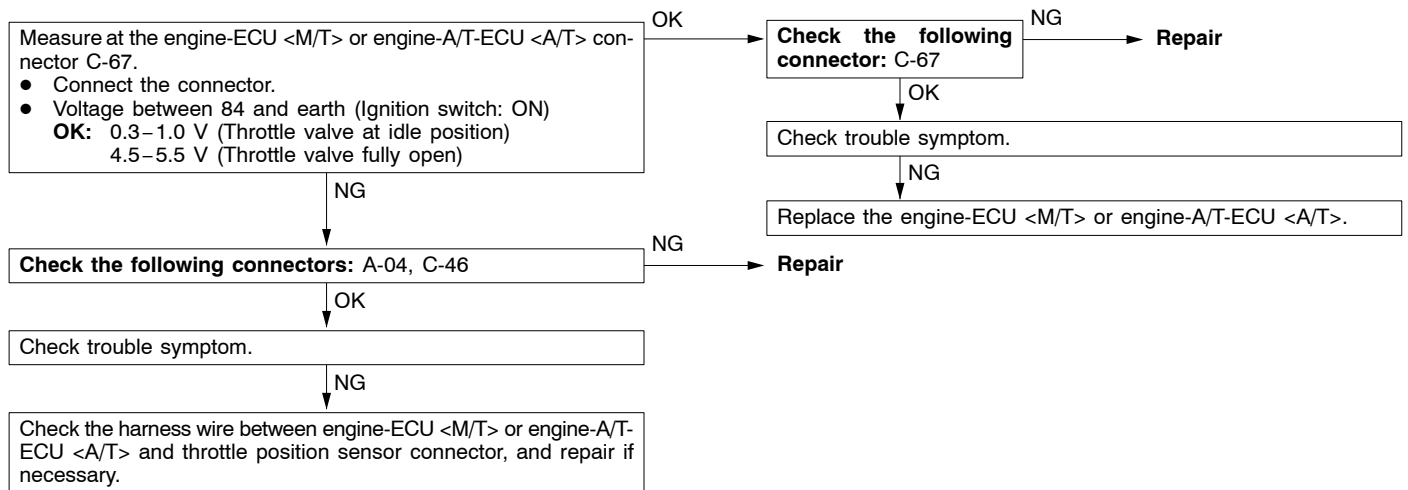 Measure at the engine-ECU <M/T> or engine-A/T-ECU <A/T> con-
nector C-67.
● Connect the connector.
● Voltage between 84 and earth (Ignition switch: ON)
OK: 0.3–1.0 V (Throttle valve at idle position)
4.5–5.5 V (Throttle valve fully open)
OK
Check the following
connector: C-67
NG
Repair
OK
Check trouble symptom.
NG
Replace the engine-ECU <M/T> or engine-A/T-ECU <A/T>.
NG
Check the following connectors: A-04, C-46
NG
Repair
OK
Check trouble symptom.
NG
Check the harness wire between engine-ECU <M/T> or engine-A/T-
ECU <A/T> and throttle position sensor connector, and repair if
necessary.